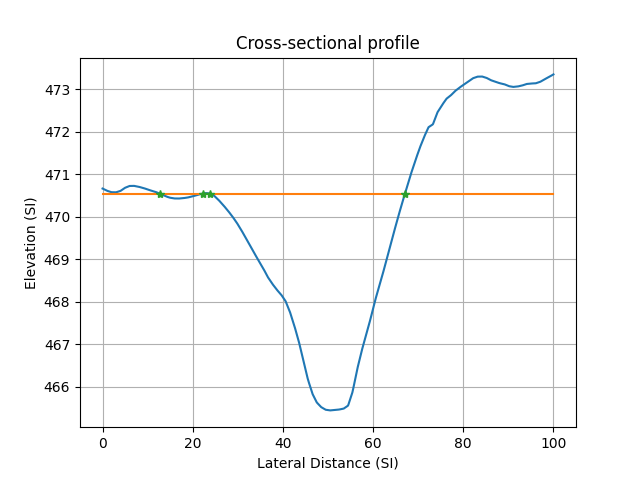 Cross-sectional profile
473
472
471
470
469
468
467
466
Elevation (SI)
0 20 40 60 80 100
Lateral Distance (SI)